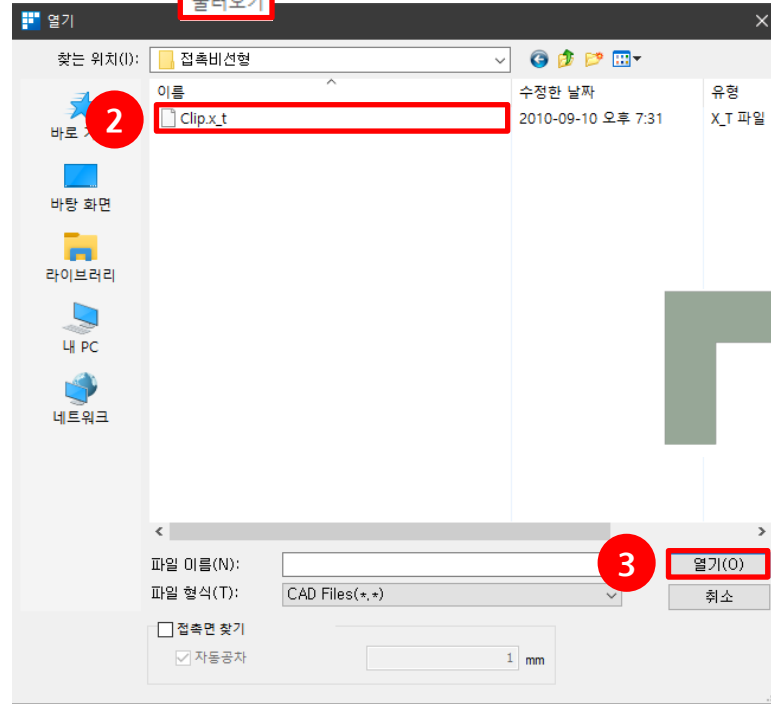 불러오기
열기
찾는 위치(I): 접촉비선형
이름 수정한 날짜 유형
2
바로
Clip.x_t 2010-09-10 오후 7:31 X_T 파일
바탕 화면
라이브러리
내 PC
네트워크
파일 이름(N):
3
열기(O)
파일 형식(T): CAD Files(*.*)
취소
접촉면 찾기
자동공차 1 mm